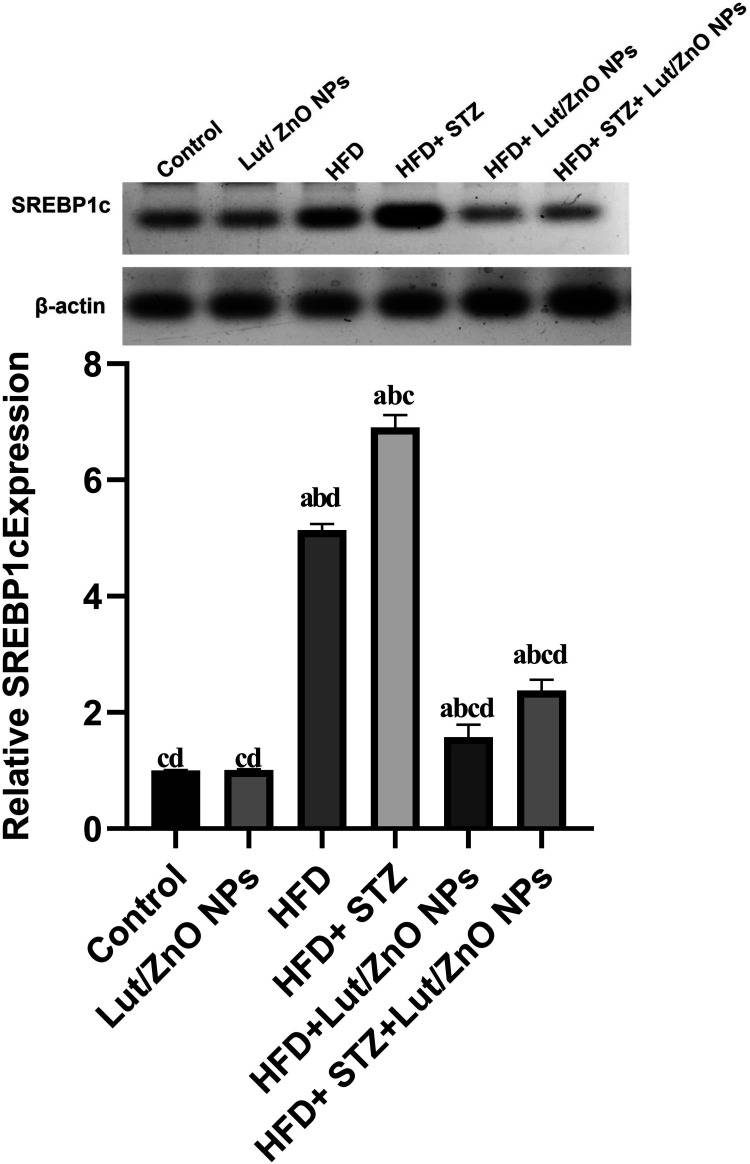 Control
Lut/ ZnO NPs
HFD
HFD+ STZ
HFD+ Lut/ZnO NPs
HFD+ STZ+ Lut/ZnO NPs
SREBP1c
β-actin
Relative SREBP1cExpression
8
6
4
2
0
cd
cd
abd
abc
abcd
abcd
Control
Lut/ZnO NPs
HFD
HFD+ STZ
HFD+Lut/ZnO NPs
HFD+ STZ+Lut/ZnO NPs